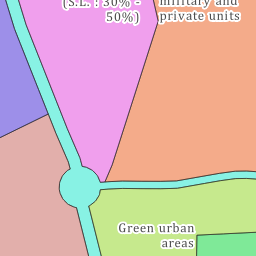 (S.L. : 30% -
50%)
military and
private units
Green urban
areas